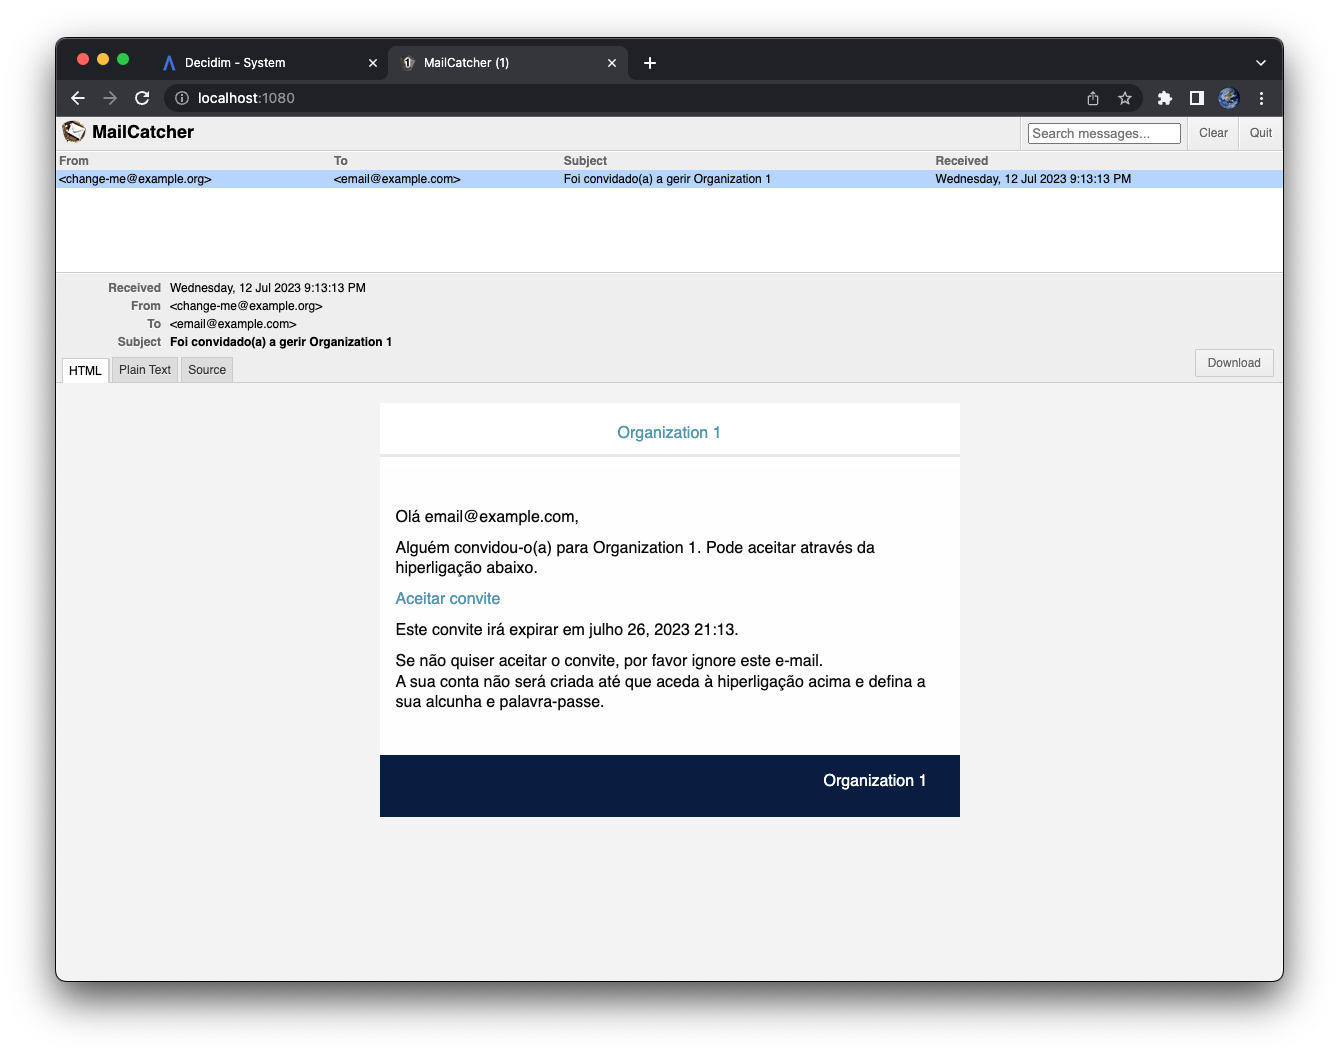 Decidim - System
MailCatcher (1)
localhost:1080
MailCatcher
Search messages...
Clear
Quit
From To Subject Received
<change-me@example.org> <email@example.com> Foi convidado(a) a gerir Organization 1 Wednesday, 12 Jul 2023 9:13:13 PM
Received Wednesday, 12 Jul 2023 9:13:13 PM
From <change-me@example.org>
To <email@example.com>
Subject Foi convidado(a) a gerir Organization 1
HTML Plain Text Source
Download
Organization 1
Olá email@example.com,
Alguém convidou-o(a) para Organization 1. Pode aceitar através da
hiperligação abaixo.
Aceitar convite
Este convite irá expirar em julho 26, 2023 21:13.
Se não quiser aceitar o convite, por favor ignore este e-mail.
A sua conta não será criada até que aceda à hiperligação acima e defina a
sua alcunha e palavra-passe.
Organization 1